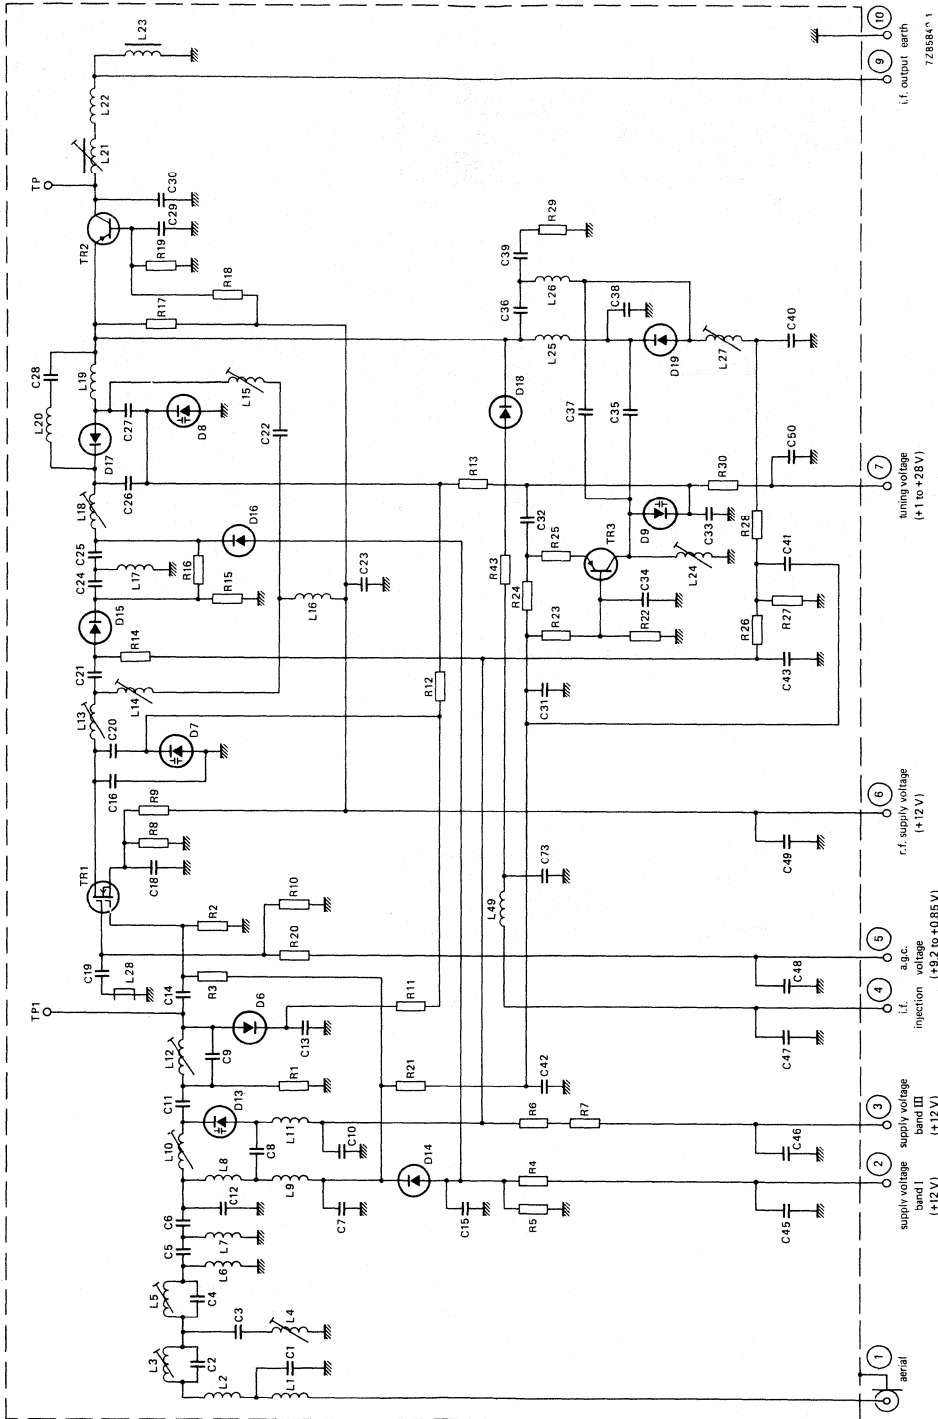 L23
L22
L21
TP
C30
C29
TR2
R19
R18
R17
C28
L19
L20
L15
C27
D17
D8
C22
C26
L18
D16
C25
R16
L17
C24
R15
C23
D15
L16
R14
C21
L14
L13
R12
C20
D7
C16
R9
R8
TR1
C18
R10
R2
R20
C19
L28
R3
C14
TP1
D6
R11
C13
L12
C9
R21
R1
C11
D13
L10
L11
C10
C8
L8
L9
D14
C12
C6
C7
C15
L7
C5
L6
L5
C4
C3
L4
L3
C2
C1
L2
L1
R29
C39
L26
C38
C36
L25
D19
C40
L27
D18
C37
C35
R13
C50
R30
C32
D9
C33
R25
TR3
R28
C41
L24
R43
R24
C34
R23
R22
R27
R26
C43
C31
C49
C73
L49
C48
C47
C42
R6
R7
C46
R4
R5
C45
10
earth
9
i.f. output
7
tuning voltage
(+1 to +28 V)
6
r.f. supply voltage
(+12 V)
5
a.g.c.
voltage
(+9.2 to +0.85 V)
4
i.f.
injection
3
supply voltage
band III
(+12 V)
2
supply voltage
band I
(+12 V)
1
aerial